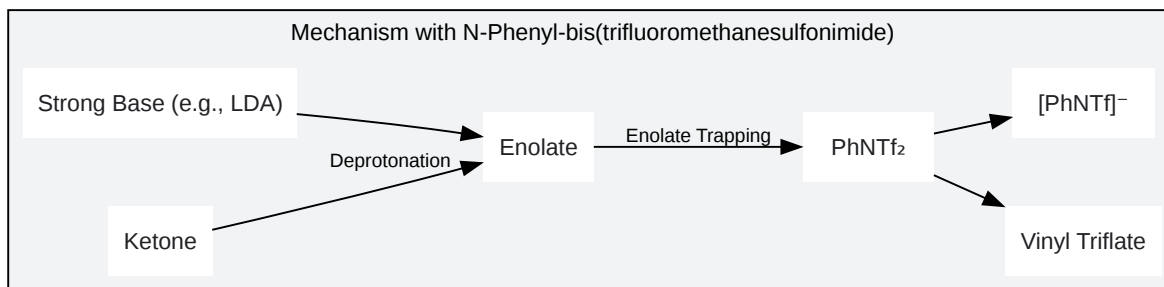 Mechanism with N-Phenyl-bis(trifluoromethanesulfonimide)
Strong Base (e.g., LDA)
Ketone
Deprotonation
Enolate
Enolate Trapping
PhNTf₂
[PhNTf]⁻
Vinyl Triflate